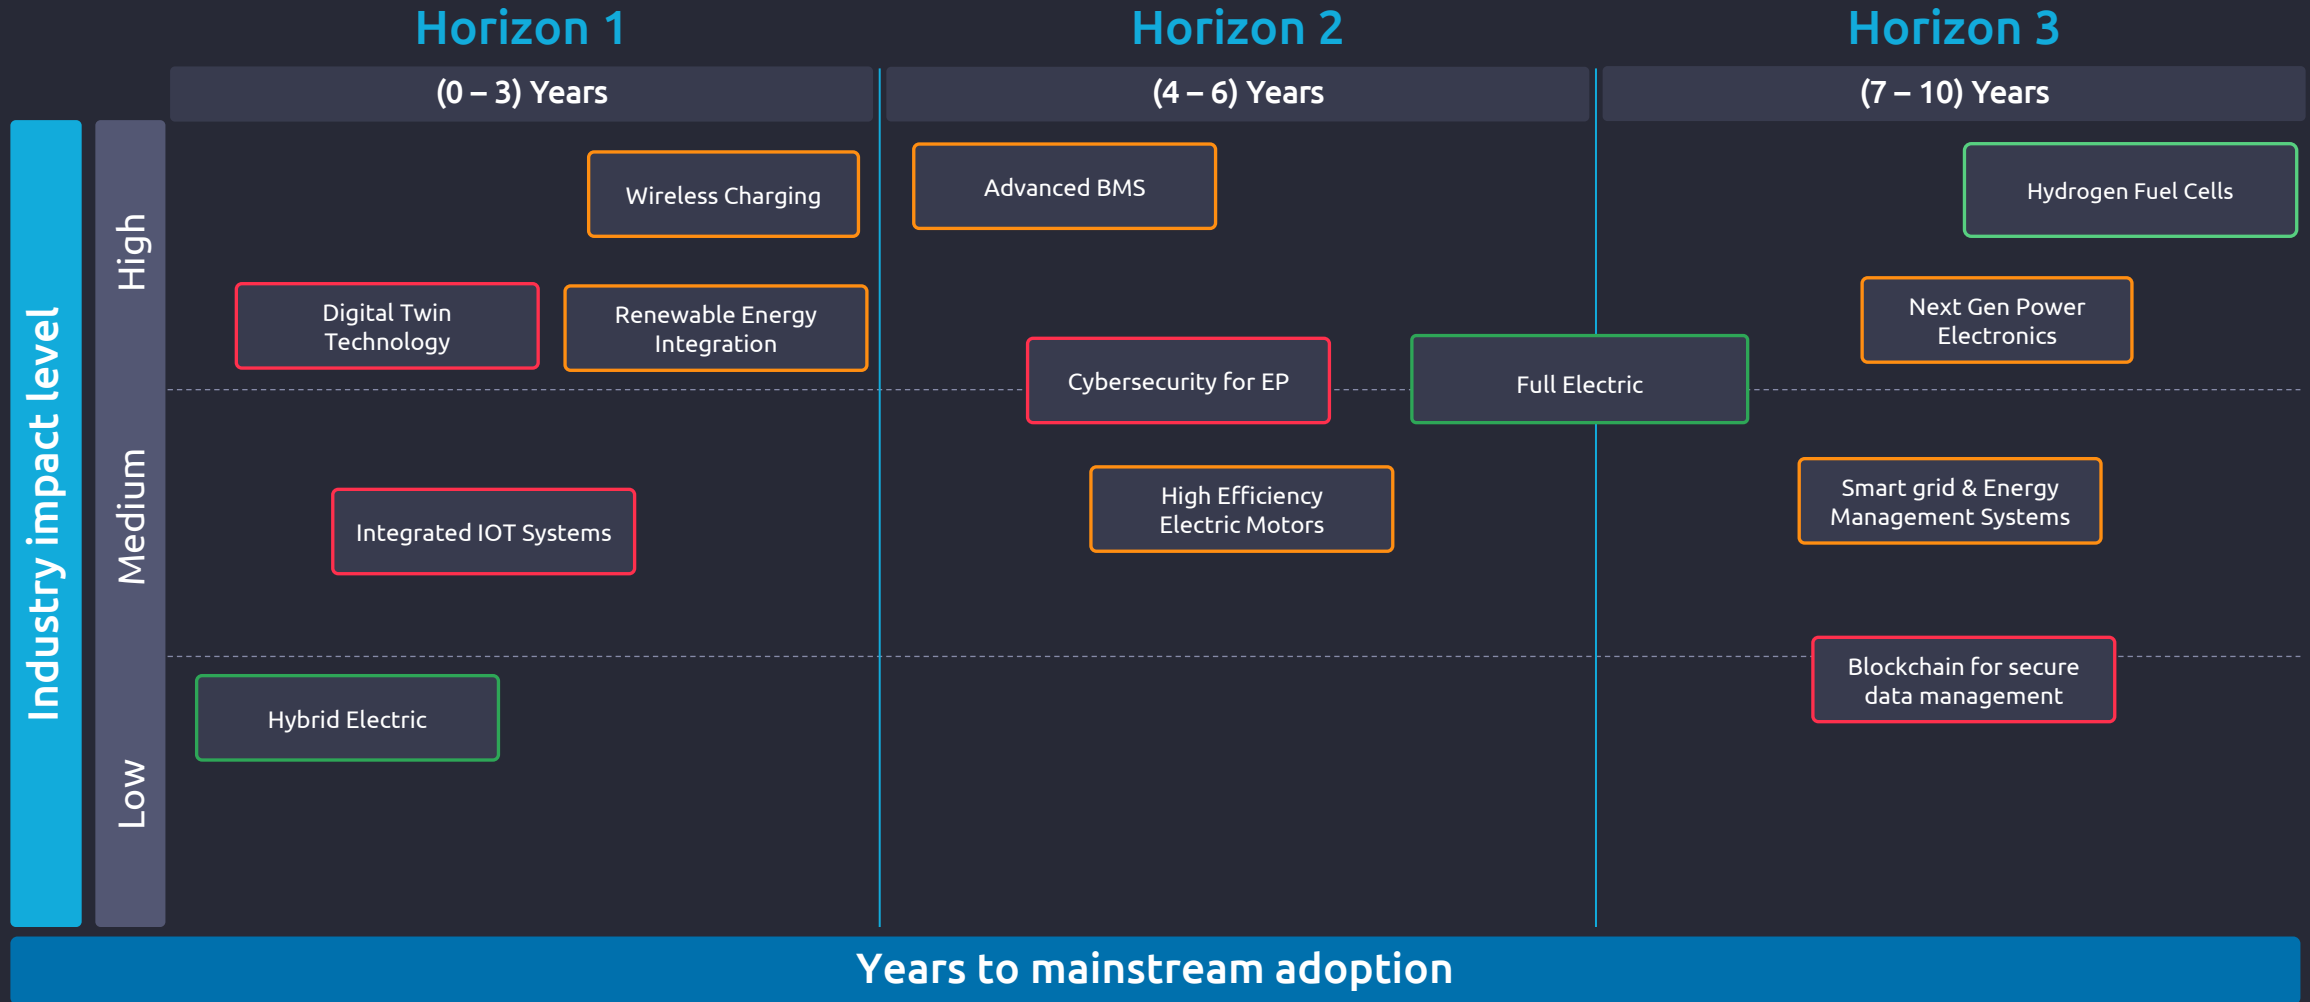 Horizon 1
Horizon 2
Horizon 3
(0 – 3) Years
(4 – 6) Years
(7 – 10) Years
Industry impact level
High
Medium
Low
Wireless Charging
Advanced BMS
Hydrogen Fuel Cells
Digital Twin
Technology
Renewable Energy
Integration
Next Gen Power
Electronics
Cybersecurity for EP
Full Electric
Integrated IOT Systems
High Efficiency
Electric Motors
Smart grid & Energy
Management Systems
Blockchain for secure
data management
Hybrid Electric
Years to mainstream adoption